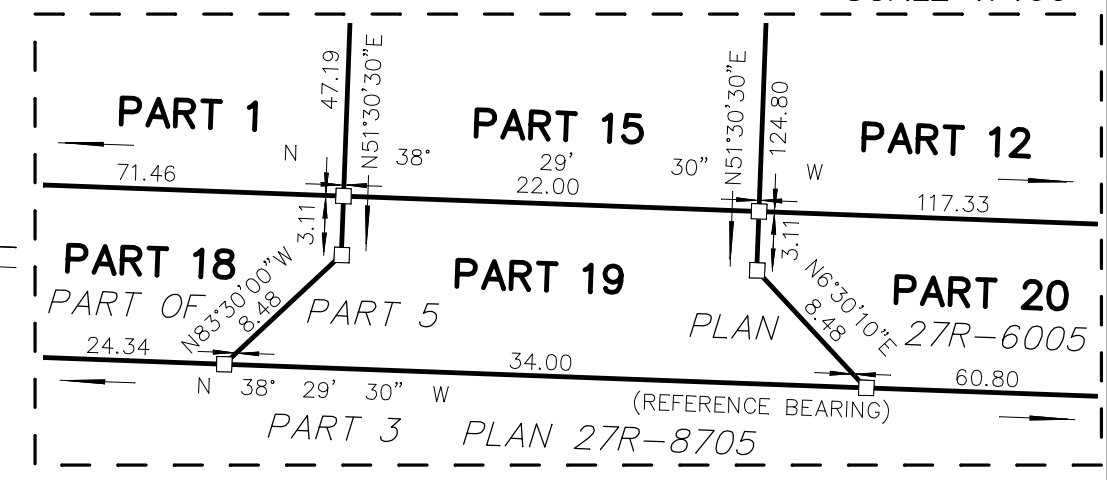 47.19
N51°30'30"E
N51°30'30"E
124.80
PART 1
PART 15
PART 12
N 38° 29' 30" W
71.46
22.00
117.33
3.11
3.11
PART 18
PART 19
PART 20
N83°30'00"W
8.48
N6°30'10"E
8.48
PART OF PART 5 PLAN 27R-6005
24.34
34.00
60.80
N 38° 29' 30" W
(REFERENCE BEARING)
PART 3 PLAN 27R-8705